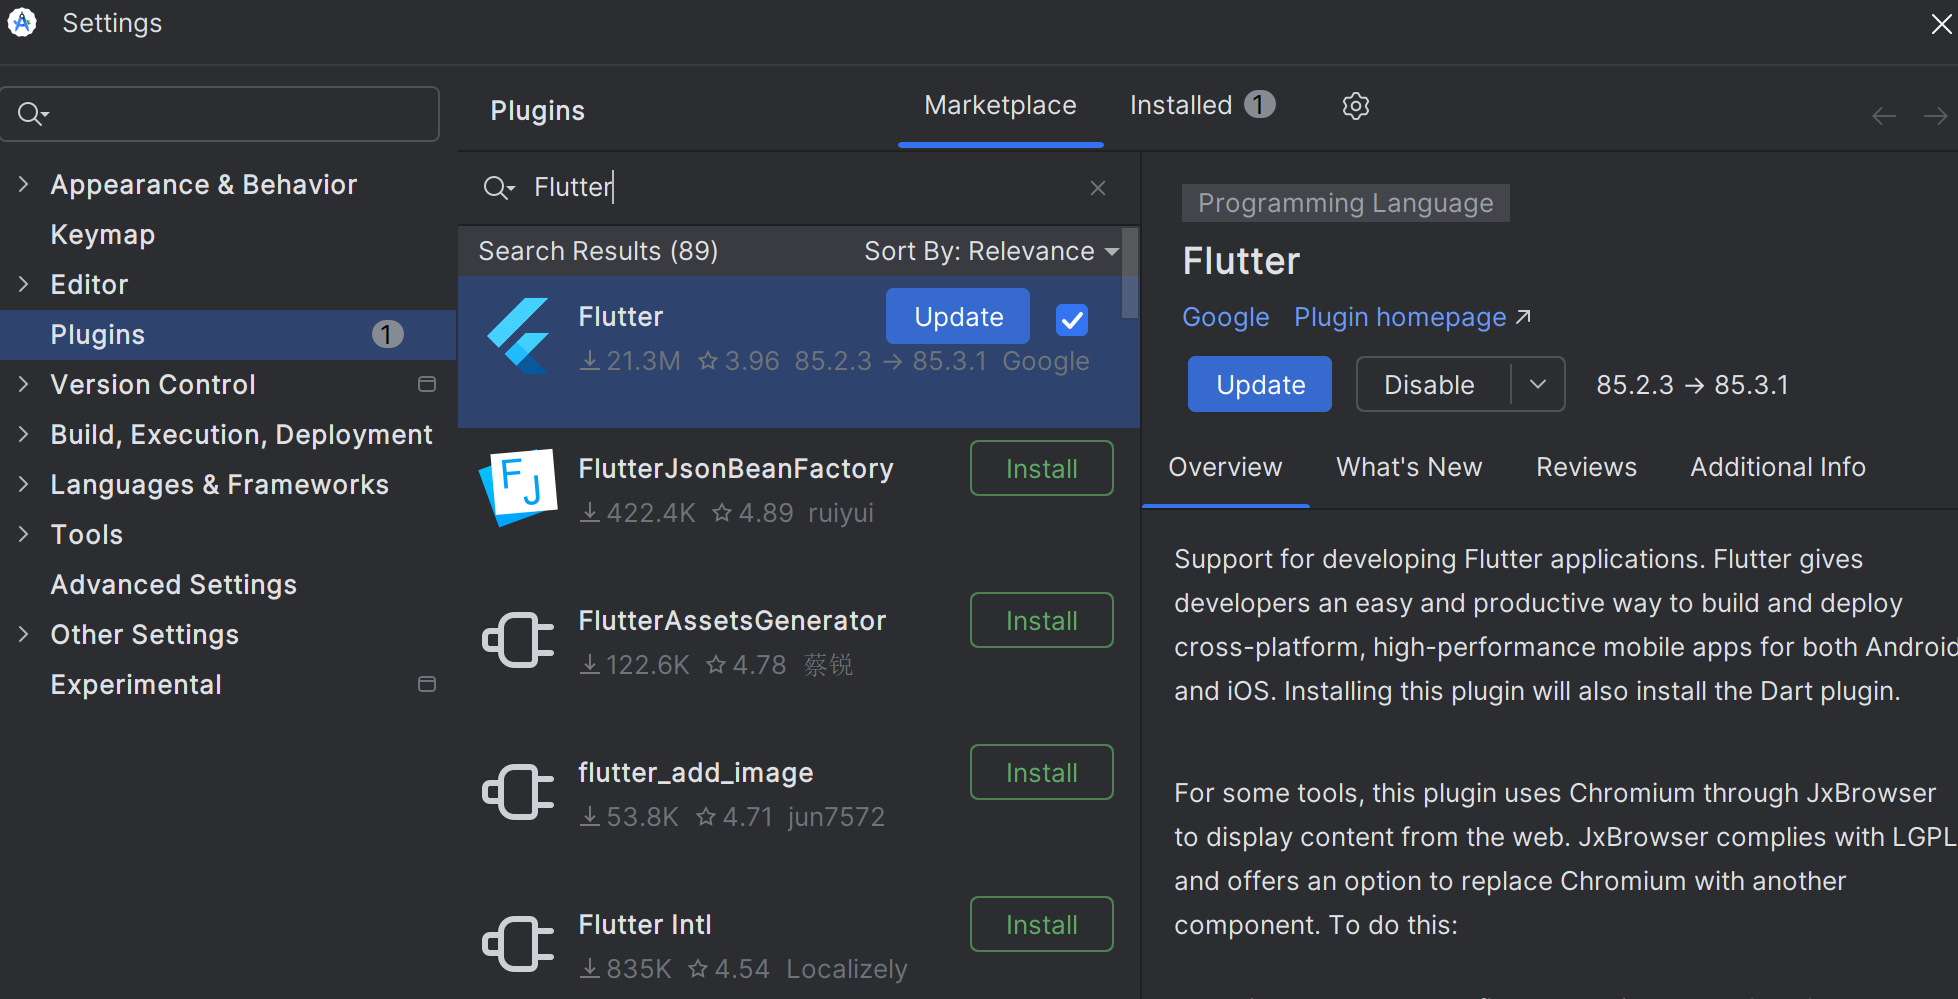 Settings
Appearance & Behavior
Keymap
Editor
Plugins 1
Version Control
Build, Execution, Deployment
Languages & Frameworks
Tools
Advanced Settings
Other Settings
Experimental
Plugins
Marketplace
Installed 1
Flutter
Search Results (89) Sort By: Relevance
Flutter Update
21.3M 3.96 85.2.3 → 85.3.1 Google
FlutterJsonBeanFactory Install
422.4K 4.89 ruiyui
FlutterAssetsGenerator Install
122.6K 4.78 蔡锐
flutter_add_image Install
53.8K 4.71 jun7572
Flutter Intl Install
835K 4.54 Localizely
Programming Language
Flutter
Google Plugin homepage ↗
Update Disable 85.2.3 → 85.3.1
Overview What's New Reviews Additional Info
Support for developing Flutter applications. Flutter gives
developers an easy and productive way to build and deploy
cross-platform, high-performance mobile apps for both Android
and iOS. Installing this plugin will also install the Dart plugin.
For some tools, this plugin uses Chromium through JxBrowser
to display content from the web. JxBrowser complies with LGPL
and offers an option to replace Chromium with another
component. To do this: